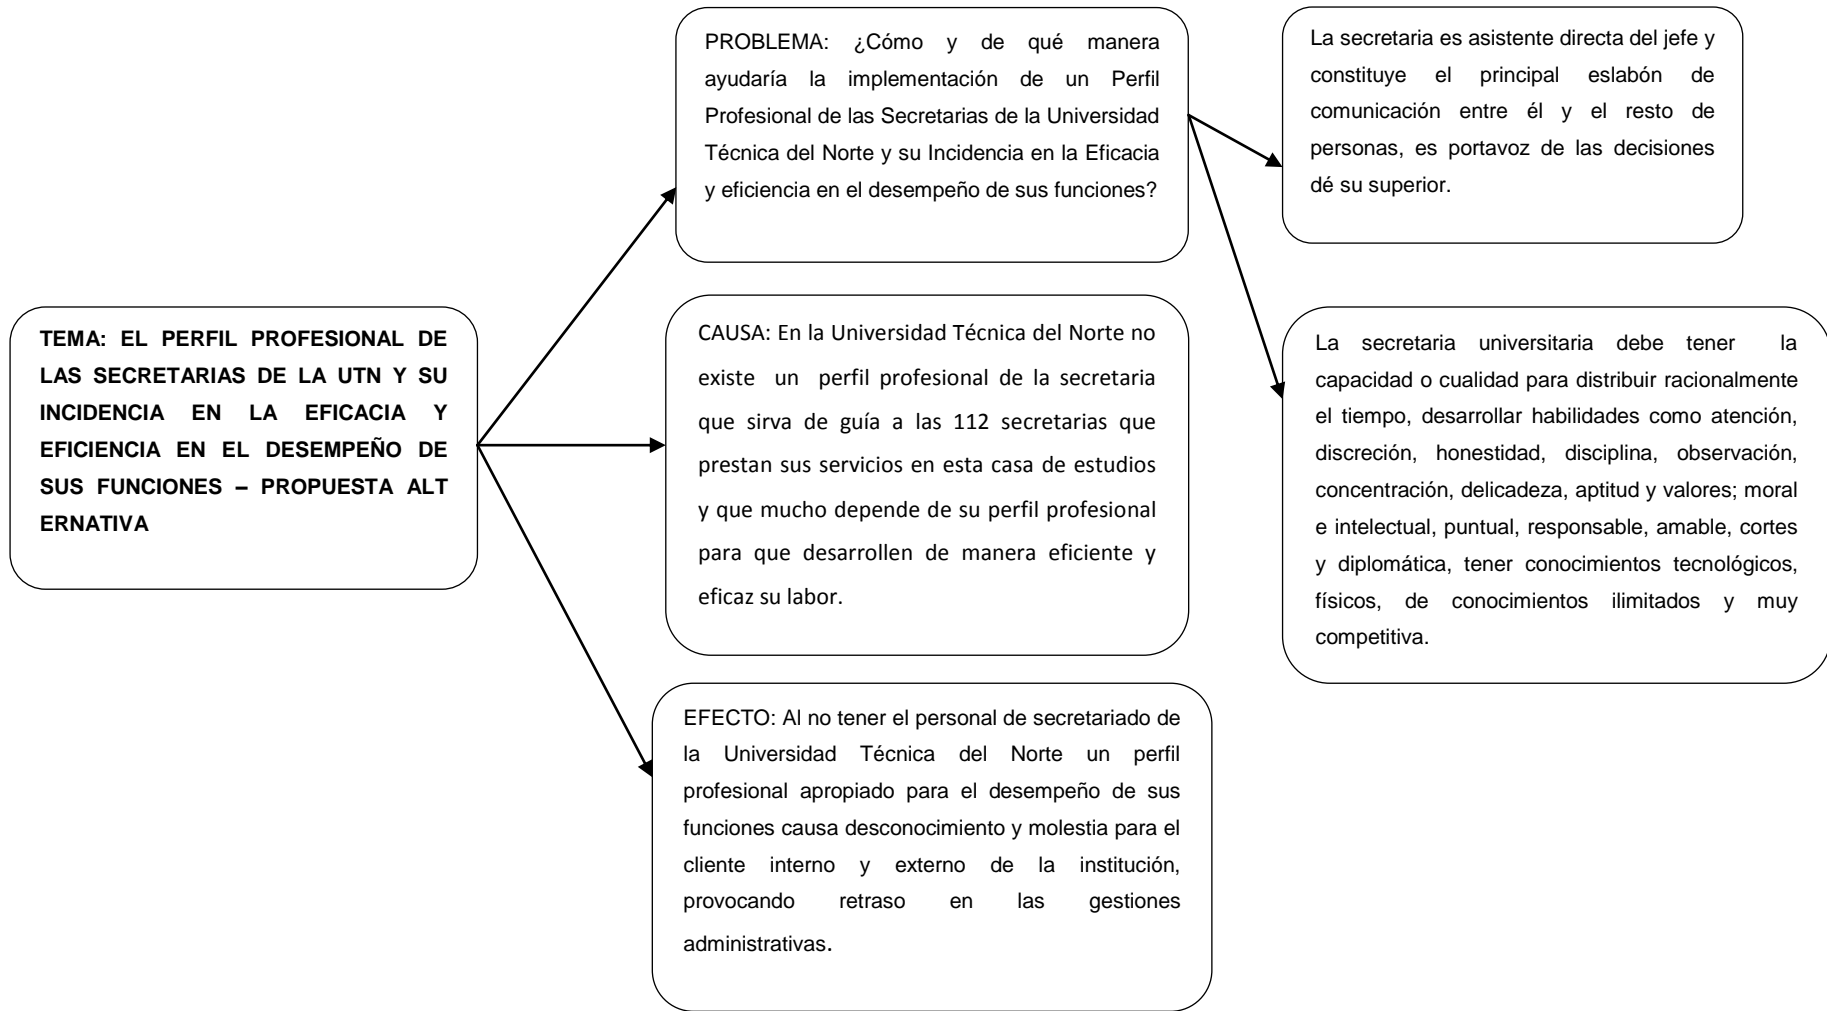 TEMA: EL PERFIL PROFESIONAL DE
LAS SECRETARIAS DE LA UTN Y SU
INCIDENCIA EN LA EFICACIA Y
EFICIENCIA EN EL DESEMPEÑO DE
SUS FUNCIONES – PROPUESTA ALT
ERNATIVA
PROBLEMA: ¿Cómo y de qué manera
ayudaría la implementación de un Perfil
Profesional de las Secretarias de la Universidad
Técnica del Norte y su Incidencia en la Eficacia
y eficiencia en el desempeño de sus funciones?
CAUSA: En la Universidad Técnica del Norte no
existe un perfil profesional de la secretaria
que sirva de guía a las 112 secretarias que
prestan sus servicios en esta casa de estudios
y que mucho depende de su perfil profesional
para que desarrollen de manera eficiente y
eficaz su labor.
EFECTO: Al no tener el personal de secretariado de
la Universidad Técnica del Norte un perfil
profesional apropiado para el desempeño de sus
funciones causa desconocimiento y molestia para el
cliente interno y externo de la institución,
provocando retraso en las gestiones
administrativas.
La secretaria es asistente directa del jefe y
constituye el principal eslabón de
comunicación entre él y el resto de
personas, es portavoz de las decisiones
dé su superior.
La secretaria universitaria debe tener la
capacidad o cualidad para distribuir racionalmente
el tiempo, desarrollar habilidades como atención,
discreción, honestidad, disciplina, observación,
concentración, delicadeza, aptitud y valores; moral
e intelectual, puntual, responsable, amable, cortes
y diplomática, tener conocimientos tecnológicos,
físicos, de conocimientos ilimitados y muy
competitiva.